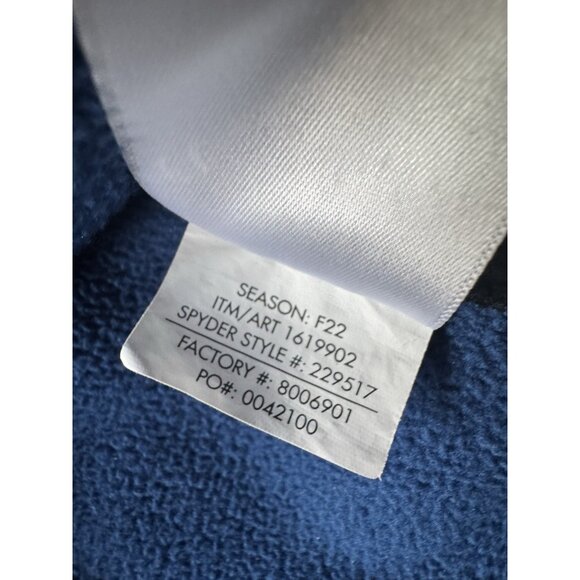 SEASON: F22
ITM/ART 1619902
SPYDER STYLE #: 229517
FACTORY #: 8006901
PO#: 0042100